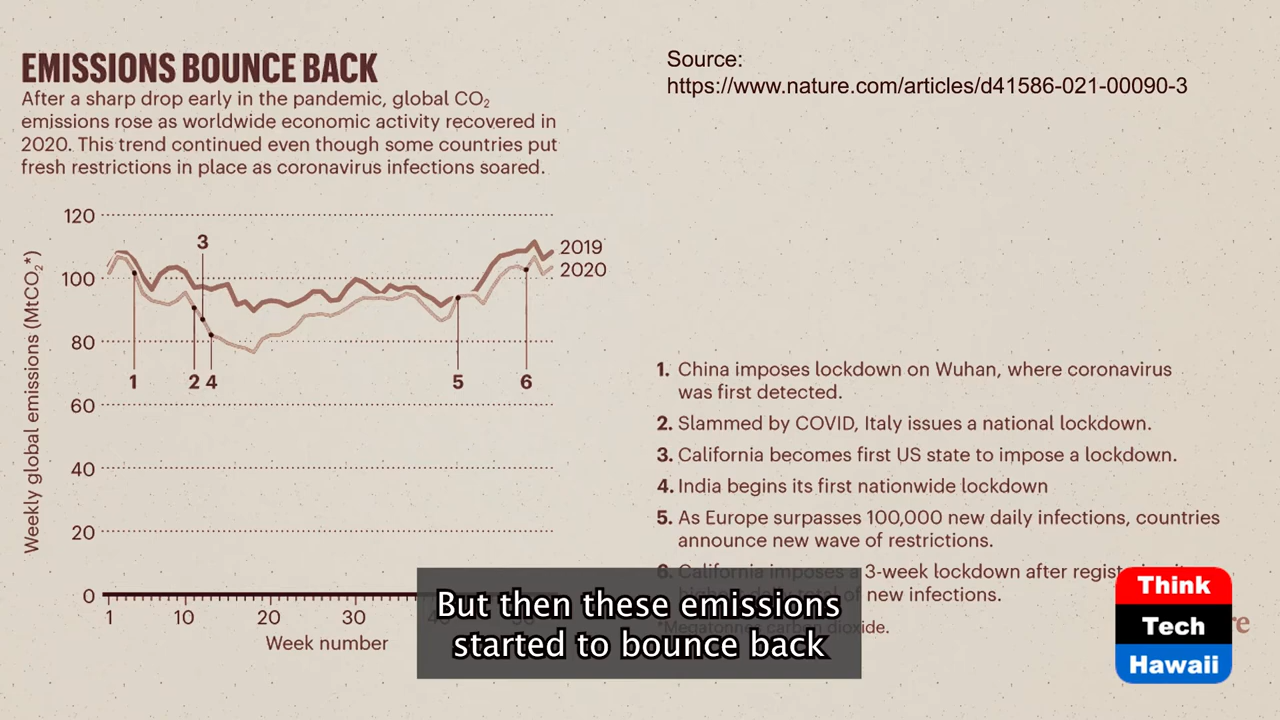 EMISSIONS BOUNCE BACK
After a sharp drop early in the pandemic, global CO₂
emissions rose as worldwide economic activity recovered in
2020. This trend continued even though some countries put
fresh restrictions in place as coronavirus infections soared.
Source:
https://www.nature.com/articles/d41586-021-00090-3
Weekly global emissions (MtCO₂*)
120
100
80
60
40
20
0
3
2019
2020
1
2
4
5
6
1
10
20
30
Week number
1. China imposes lockdown on Wuhan, where coronavirus
was first detected.
2. Slammed by COVID, Italy issues a national lockdown.
3. California becomes first US state to impose a lockdown.
4. India begins its first nationwide lockdown
5. As Europe surpasses 100,000 new daily infections, countries
announce new wave of restrictions.
6. California imposes a 3-week lockdown after
of new infections.
*Megatonnes carbon dioxide.
But then these emissions
started to bounce back
Think
Tech
Hawaii